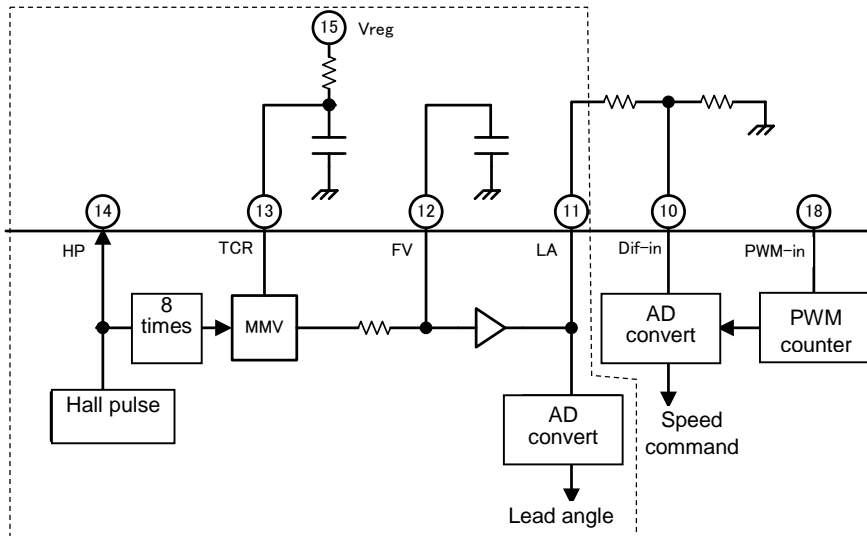 15 Vreg
14
13
12
11
10
18
HP
TCR
FV
LA
Dif-in
PWM-in
8
times
MMV
AD
convert
PWM
counter
Hall pulse
AD
convert
Speed
command
Lead angle